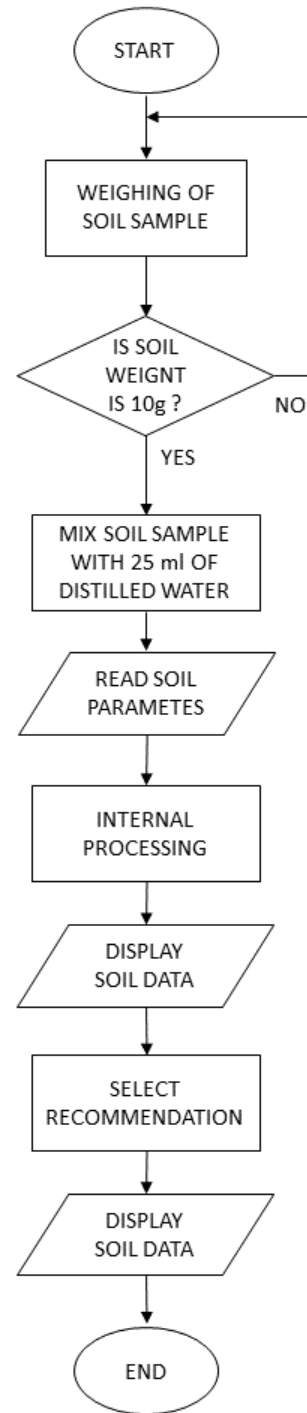 START
WEIGHING OF
SOIL SAMPLE
IS SOIL
WEIGNT
IS 10g ?
NO
YES
MIX SOIL SAMPLE
WITH 25 ml OF
DISTILLED WATER
READ SOIL
PARAMETES
INTERNAL
PROCESSING
DISPLAY
SOIL DATA
SELECT
RECOMMENDATION
DISPLAY
SOIL DATA
END